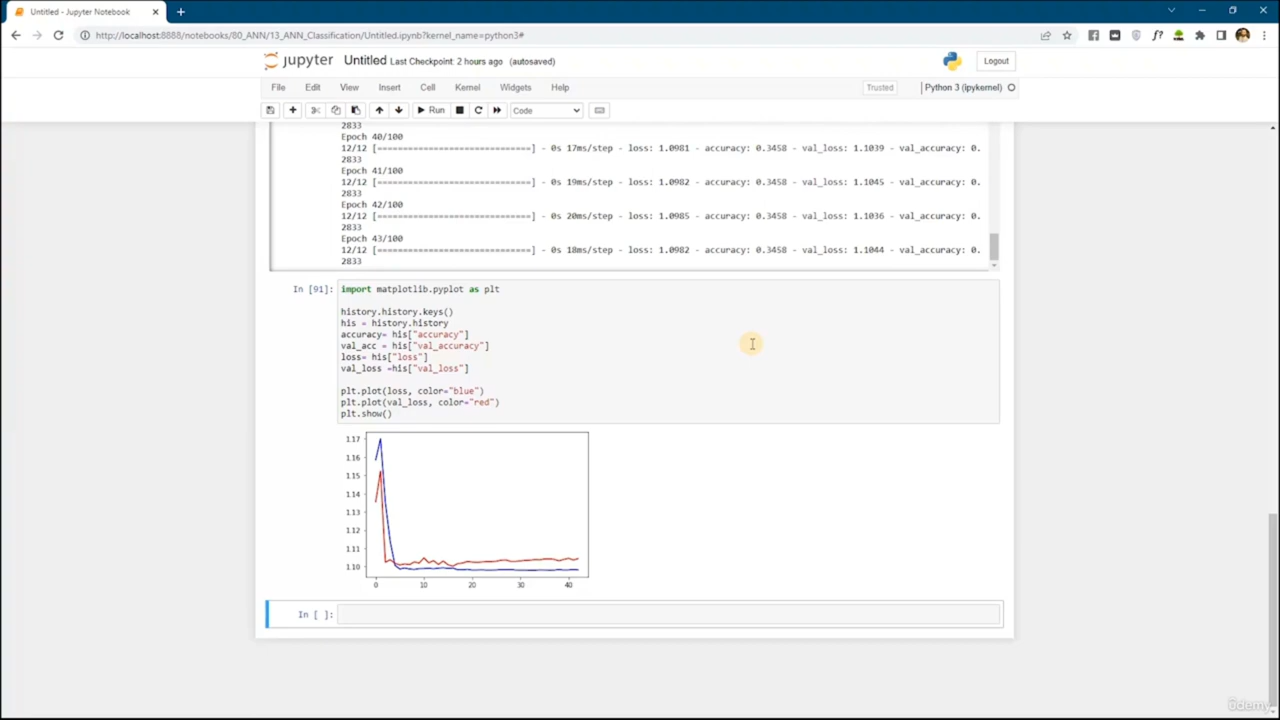 Untitled - Jupyter Notebook
http://localhost:8888/notebooks/80_ANN/13_ANN_Classification/Untitled.ipynb?kernel_name=python3#
jupyter Untitled Last Checkpoint: 2 hours ago (autosaved)
Logout
File Edit View Insert Cell Kernel Widgets Help
Trusted
Python 3 (ipykernel)
Run
Code
2833
Epoch 40/100
12/12 [==============================] - 0s 17ms/step - loss: 1.0981 - accuracy: 0.3458 - val_loss: 1.1039 - val_accuracy: 0.
2833
Epoch 41/100
12/12 [==============================] - 0s 19ms/step - loss: 1.0982 - accuracy: 0.3458 - val_loss: 1.1045 - val_accuracy: 0.
2833
Epoch 42/100
12/12 [==============================] - 0s 20ms/step - loss: 1.0985 - accuracy: 0.3458 - val_loss: 1.1036 - val_accuracy: 0.
2833
Epoch 43/100
12/12 [==============================] - 0s 18ms/step - loss: 1.0982 - accuracy: 0.3458 - val_loss: 1.1044 - val_accuracy: 0.
2833
In [91]:
import matplotlib.pyplot as plt
history.history.keys()
his = history.history
accuracy= his["accuracy"]
val_acc = his["val_accuracy"]
loss= his["loss"]
val_loss =his["val_loss"]
plt.plot(loss, color="blue")
plt.plot(val_loss, color="red")
plt.show()
1.17
1.16
1.15
1.14
1.13
1.12
1.11
1.10
0 10 20 30 40
In [ ]:
ûdemy